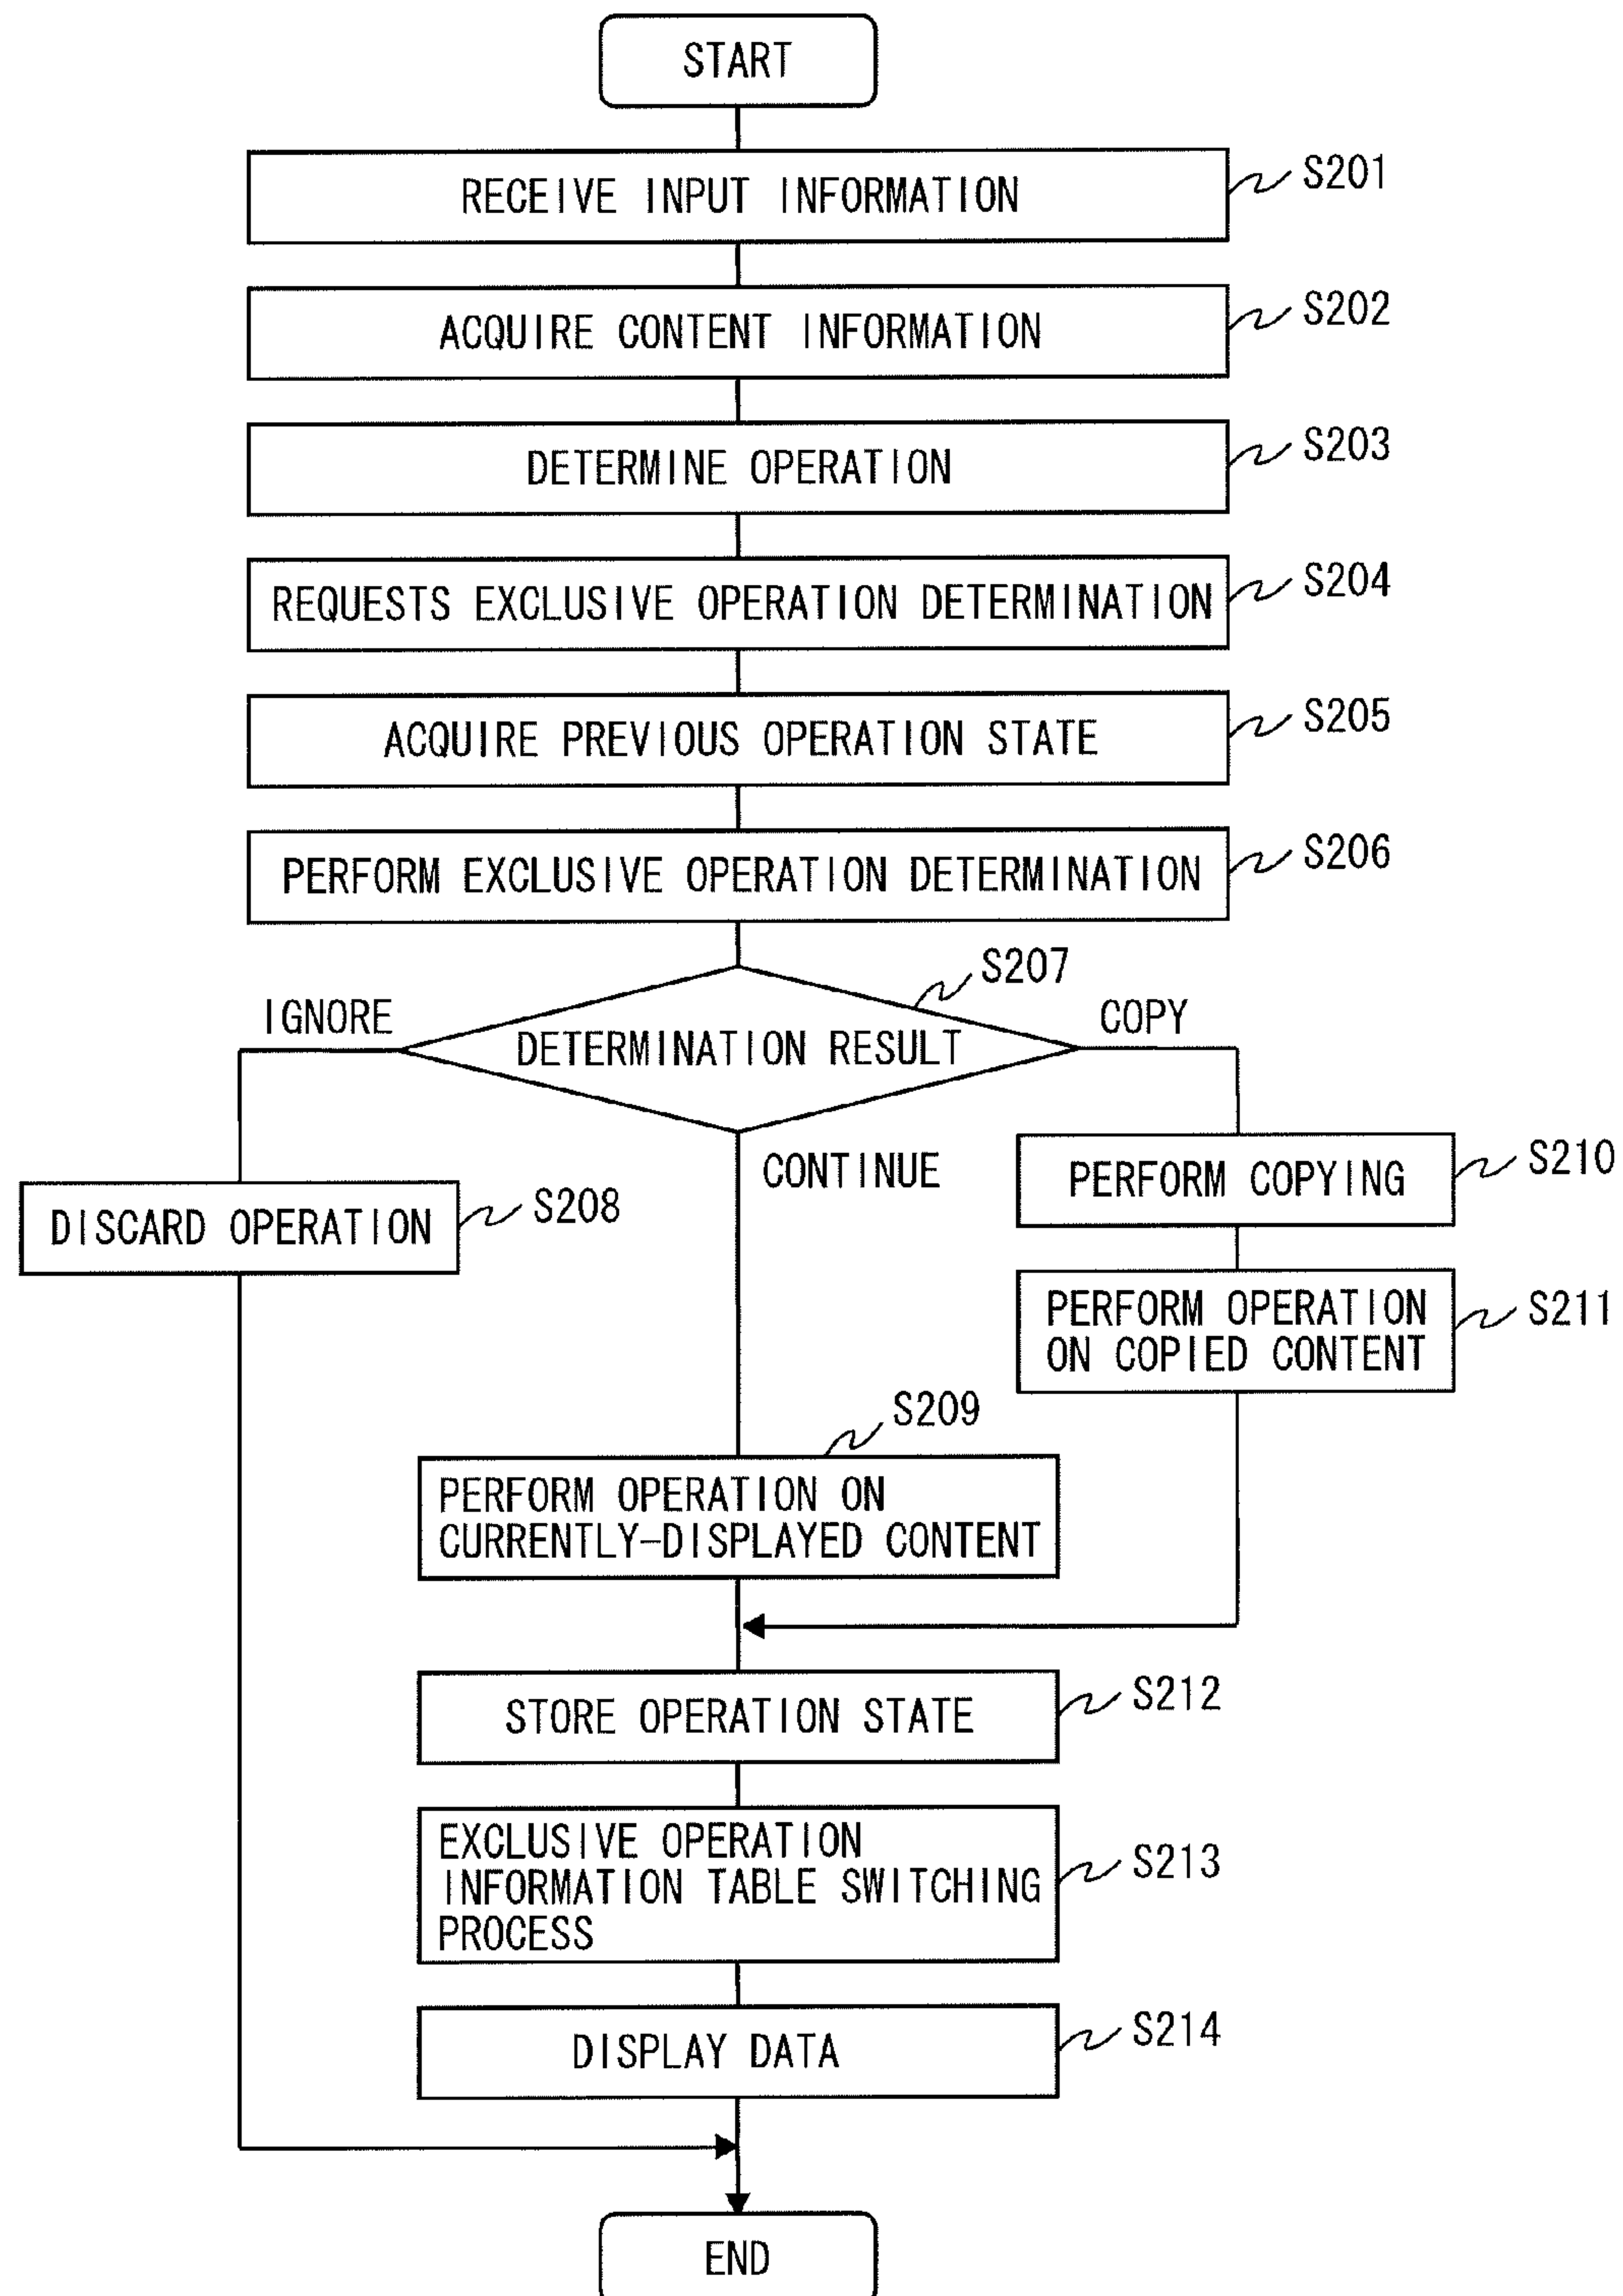 START
RECEIVE INPUT INFORMATION
S201
ACQUIRE CONTENT INFORMATION
S202
DETERMINE OPERATION
S203
REQUESTS EXCLUSIVE OPERATION DETERMINATION
S204
ACQUIRE PREVIOUS OPERATION STATE
S205
PERFORM EXCLUSIVE OPERATION DETERMINATION
S206
S207
IGNORE
COPY
DETERMINATION RESULT
CONTINUE
PERFORM COPYING
S210
DISCARD OPERATION
S208
PERFORM OPERATION
ON COPIED CONTENT
S211
S209
PERFORM OPERATION ON
CURRENTLY-DISPLAYED CONTENT
STORE OPERATION STATE
S212
EXCLUSIVE OPERATION
INFORMATION TABLE SWITCHING
PROCESS
S213
DISPLAY DATA
S214
END